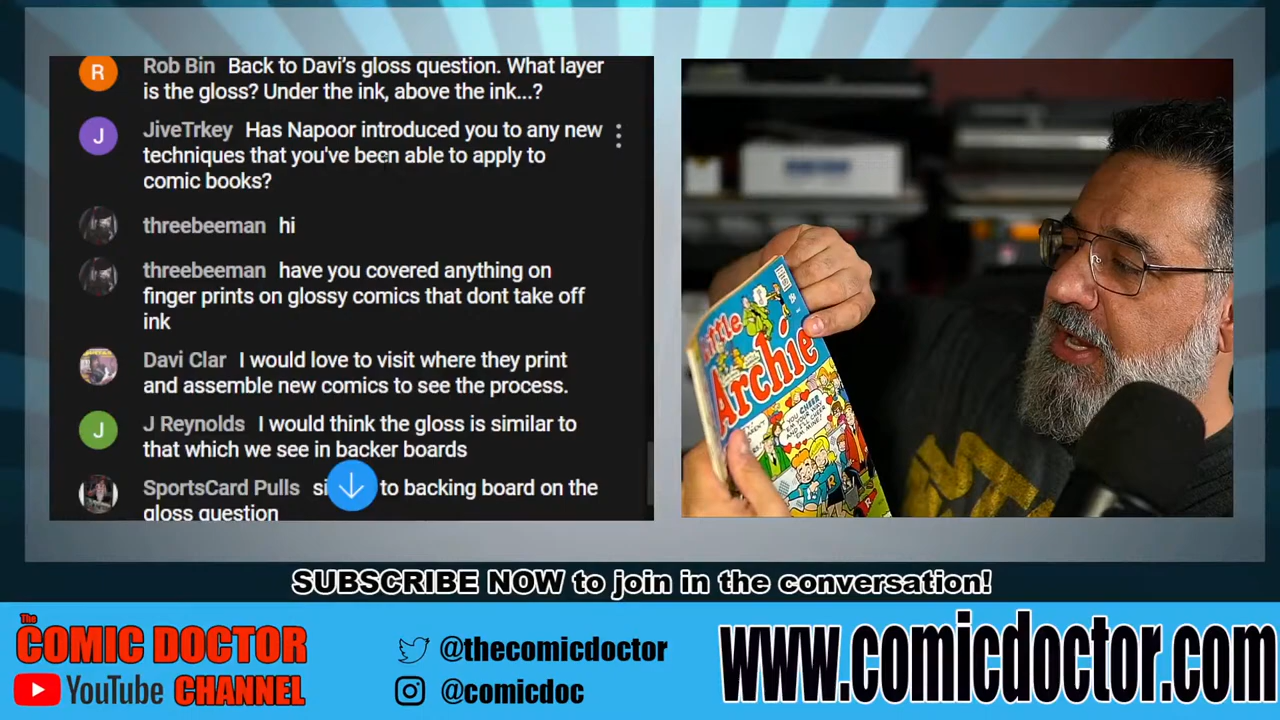 Rob Bin Back to Davi's gloss question. What layer
is the gloss? Under the ink, above the ink...?
JiveTrkey Has Napoor introduced you to any new
techniques that you've been able to apply to
comic books?
threebeeman hi
threebeeman have you covered anything on
finger prints on glossy comics that dont take off
ink
Davi Clar I would love to visit where they print
and assemble new comics to see the process.
J Reynolds I would think the gloss is similar to
that which we see in backer boards
SportsCard Pulls to backing board on the
gloss question
R
J
J
Little
Archie
YOU CHEER
SUBSCRIBE NOW to join in the conversation!
The
COMIC DOCTOR
YouTube CHANNEL
@thecomicdoctor
@comicdoc
www.comicdoctor.com